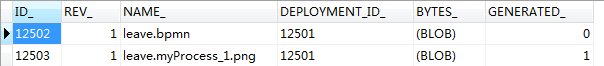 ID_ REV_ NAME_ DEPLOYMENT_ID_ BYTES_ GENERATED_
12502 1 leave.bpmn 12501 (BLOB) 0
12503 1 leave.myProcess_1.png 12501 (BLOB) 1